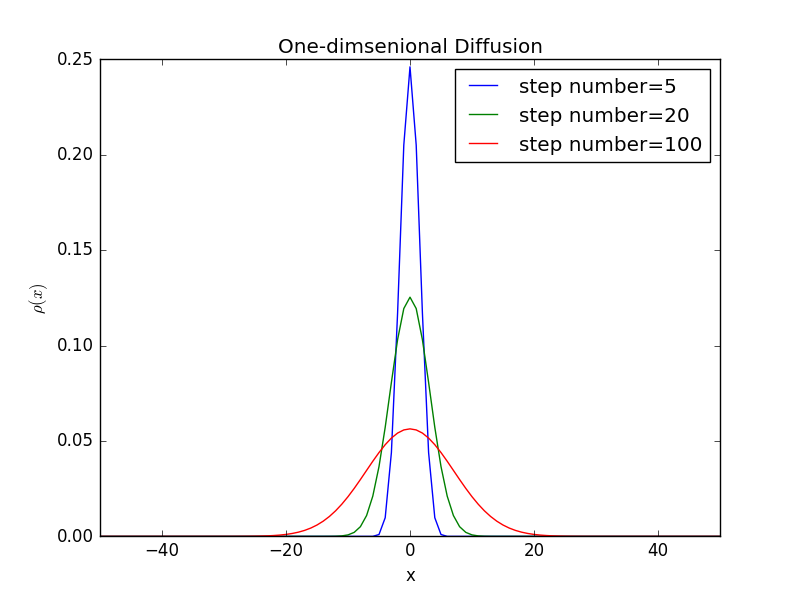 One-dimsenional Diffusion
step number=5
step number=20
step number=100
0.25
0.20
0.15
0.10
0.05
0.00
ρ(x)
−40
−20
0
20
40
x